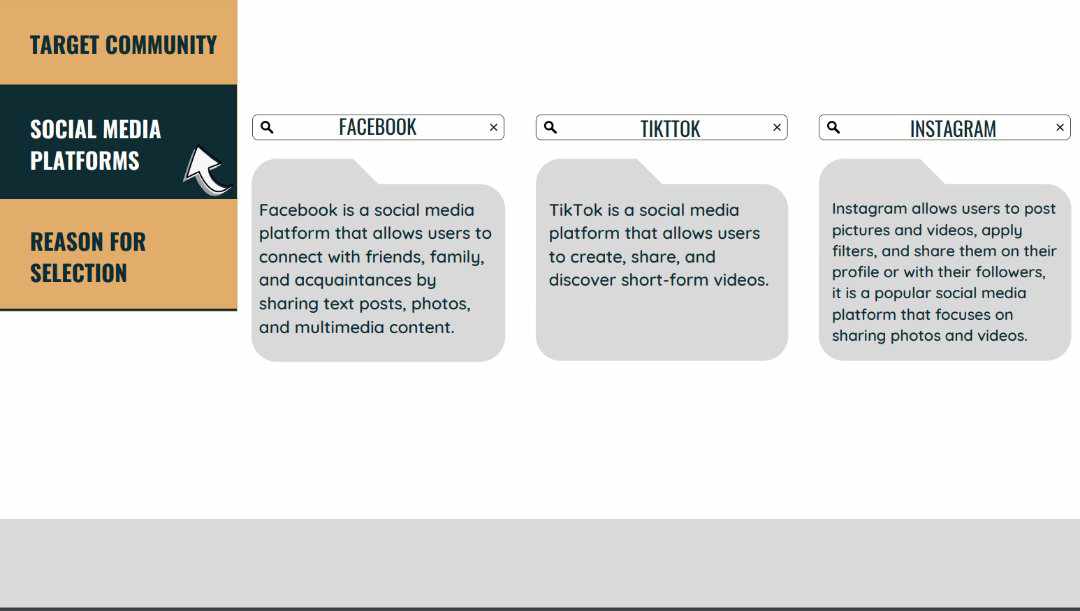 TARGET COMMUNITY
SOCIAL MEDIA
PLATFORMS
REASON FOR
SELECTION
FACEBOOK
Facebook is a social media
platform that allows users to
connect with friends, family,
and acquaintances by
sharing text posts, photos,
and multimedia content.
TIKTTOK
TikTok is a social media
platform that allows users
to create, share, and
discover short-form videos.
INSTAGRAM
Instagram allows users to post
pictures and videos, apply
filters, and share them on their
profile or with their followers,
it is a popular social media
platform that focuses on
sharing photos and videos.